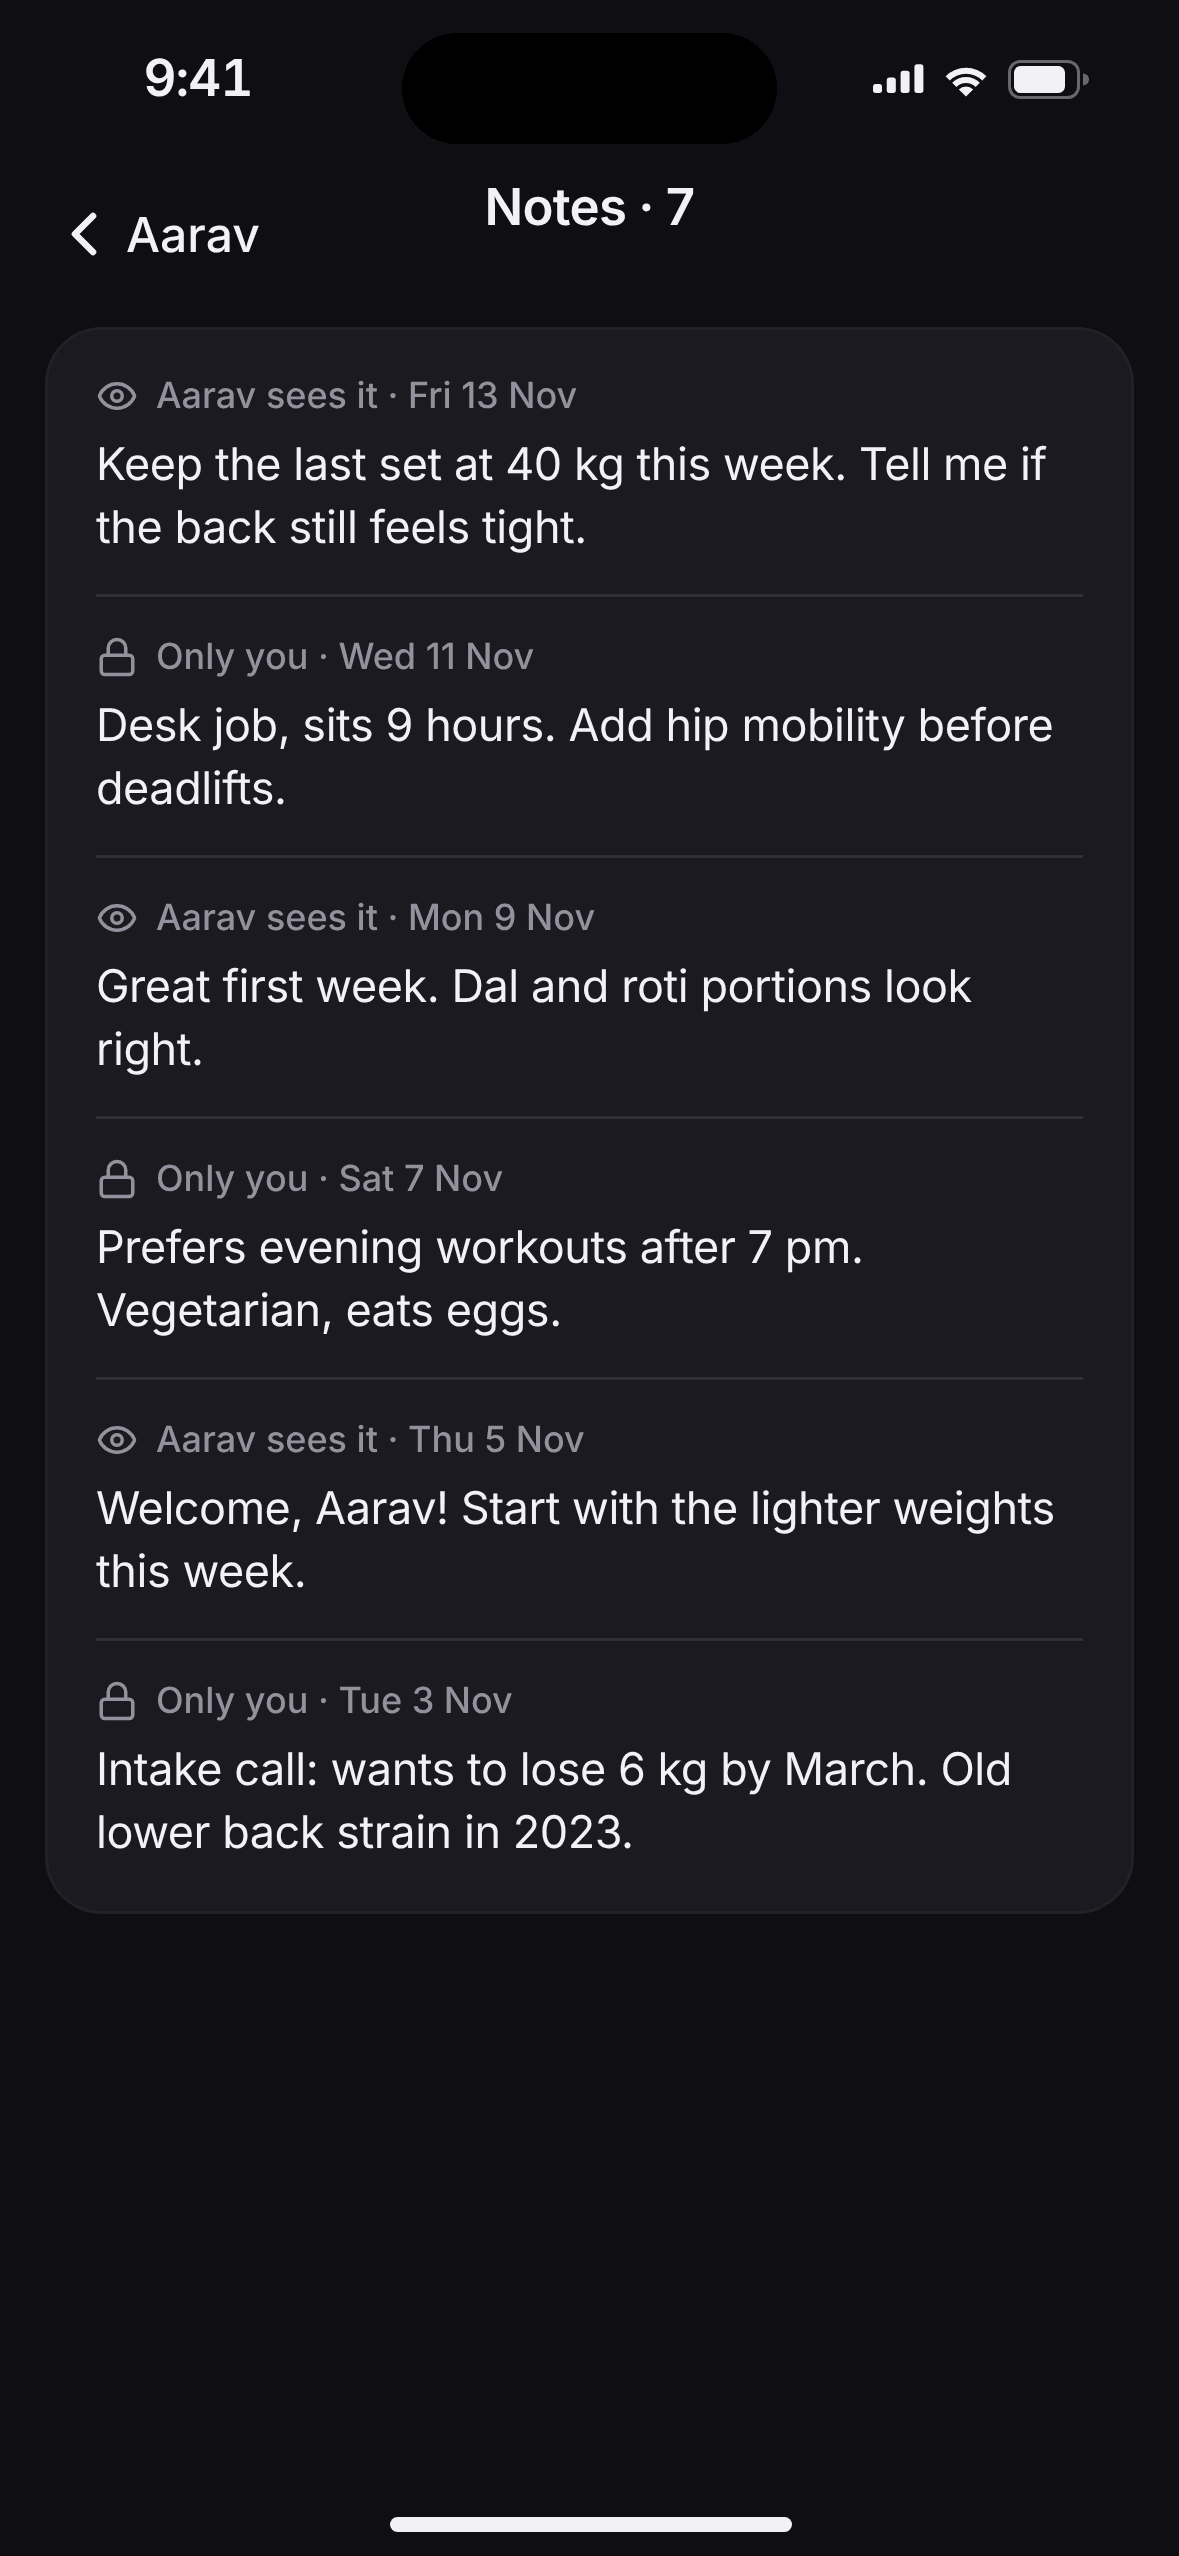 9:41
Notes · 7
Aarav
Aarav sees it · Fri 13 Nov
Keep the last set at 40 kg this week. Tell me if
the back still feels tight.
Only you · Wed 11 Nov
Desk job, sits 9 hours. Add hip mobility before
deadlifts.
Aarav sees it · Mon 9 Nov
Great first week. Dal and roti portions look
right.
Only you · Sat 7 Nov
Prefers evening workouts after 7 pm.
Vegetarian, eats eggs.
Aarav sees it · Thu 5 Nov
Welcome, Aarav! Start with the lighter weights
this week.
Only you · Tue 3 Nov
Intake call: wants to lose 6 kg by March. Old
lower back strain in 2023.